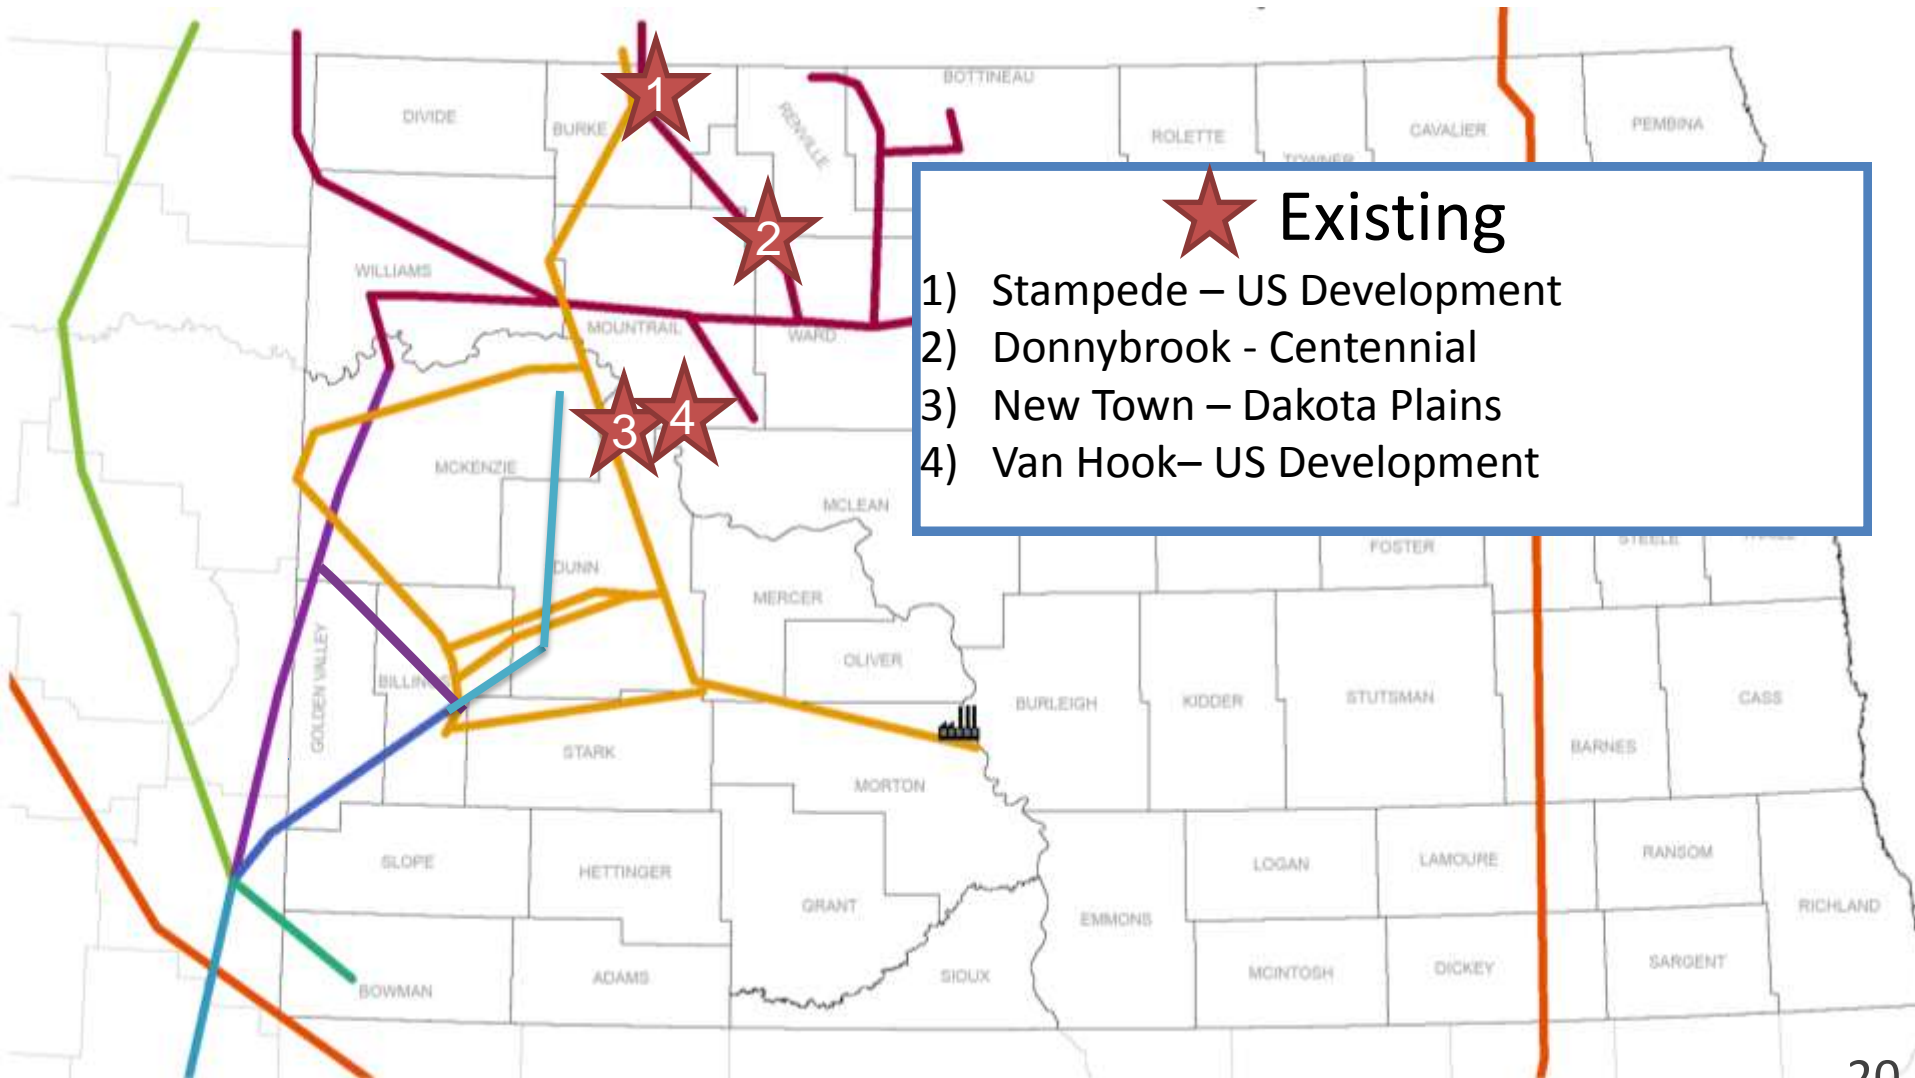 BOTTINEAU
DIVIDE
BURKE
RENVILLE
ROLETTE
CAVALIER
PEMBINA
TOWNER
1
2
Existing
1) Stampede – US Development
2) Donnybrook - Centennial
3) New Town – Dakota Plains
4) Van Hook– US Development
WILLIAMS
MOUNTRAIL
WARD
3
4
MCKENZIE
MCLEAN
FOSTER
STEELE
DUNN
MERCER
OLIVER
GOLDEN VALLEY
BURLEIGH
KIDDER
STUTSMAN
CASS
BARNES
STARK
MORTON
SLOPE
HETTINGER
GRANT
LOGAN
LAMOURE
RANSOM
RICHLAND
EMMONS
BOWMAN
ADAMS
SIOUX
MCINTOSH
DICKEY
SARGENT
20